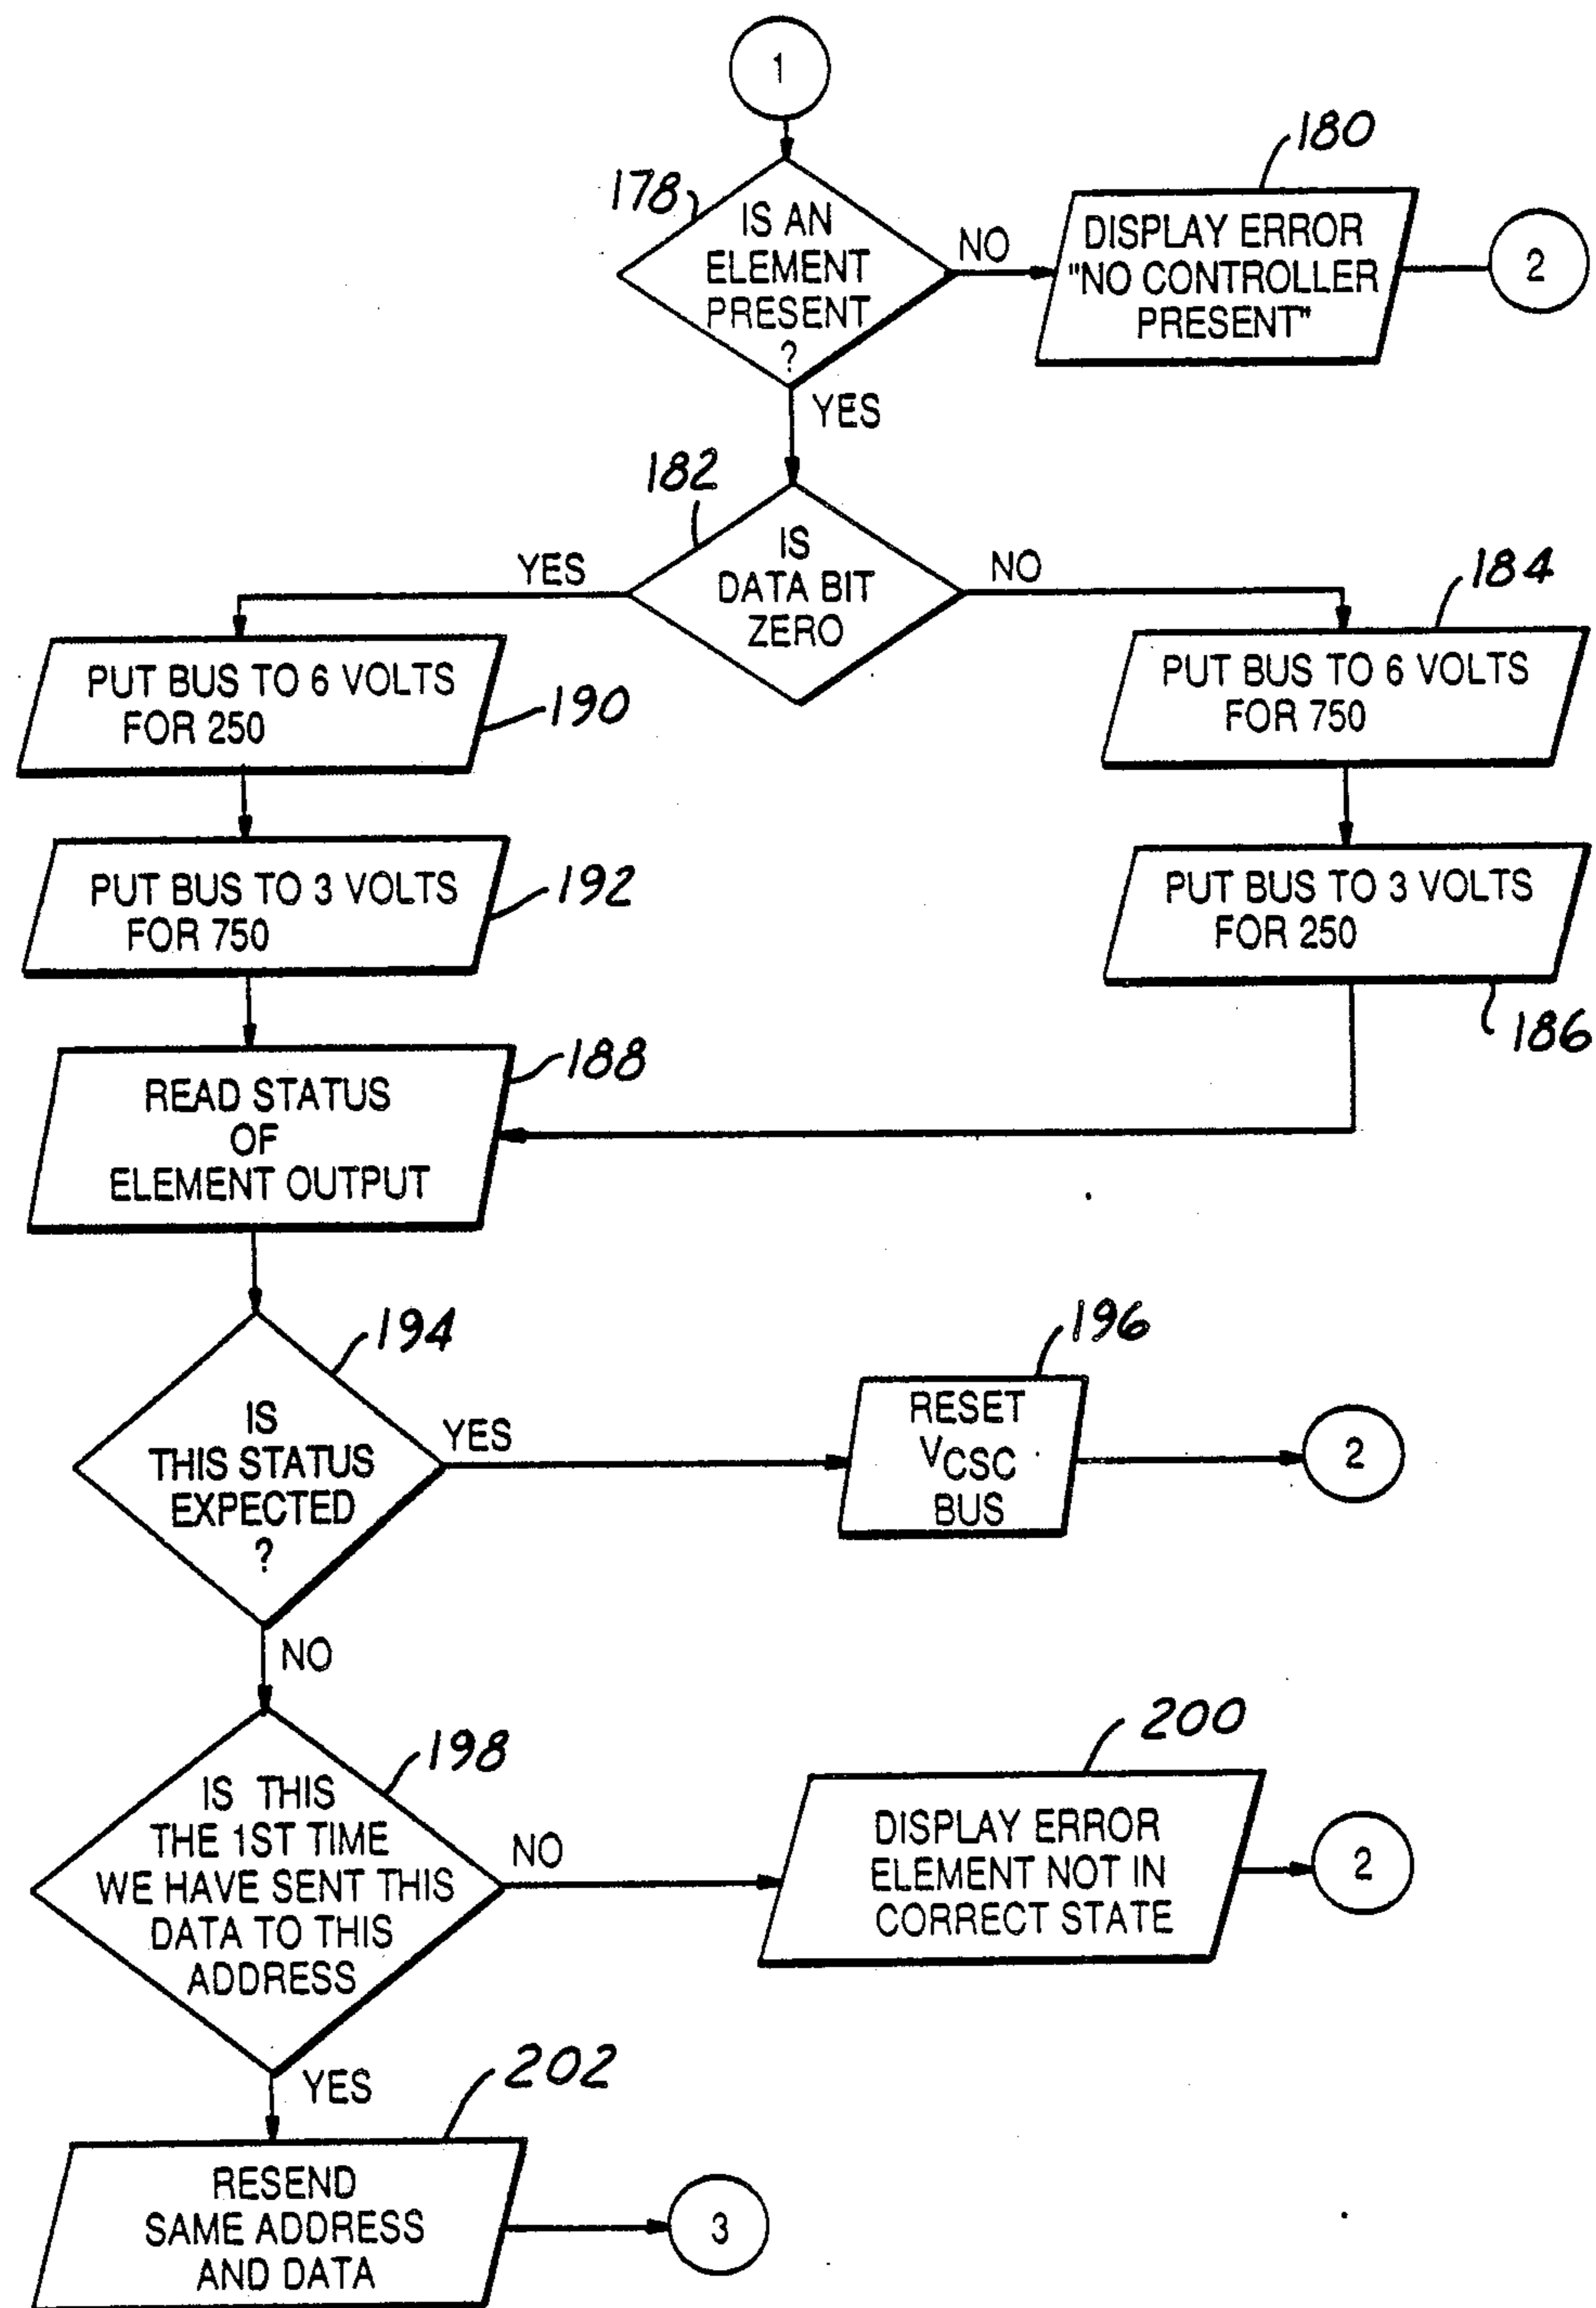 1
178
IS AN
ELEMENT
PRESENT
?
NO
180
DISPLAY ERROR
"NO CONTROLLER
PRESENT"
2
YES
182
IS
DATA BIT
ZERO
YES
NO
184
PUT BUS TO 6 VOLTS
FOR 250
190
PUT BUS TO 6 VOLTS
FOR 750
PUT BUS TO 3 VOLTS
FOR 750
192
PUT BUS TO 3 VOLTS
FOR 250
186
READ STATUS
OF
ELEMENT OUTPUT
188
194
IS
THIS STATUS
EXPECTED
?
YES
196
RESET
VCSC
BUS
2
NO
198
IS THIS
THE 1ST TIME
WE HAVE SENT THIS
DATA TO THIS
ADDRESS
NO
200
DISPLAY ERROR
ELEMENT NOT IN
CORRECT STATE
2
YES
202
RESEND
SAME ADDRESS
AND DATA
3